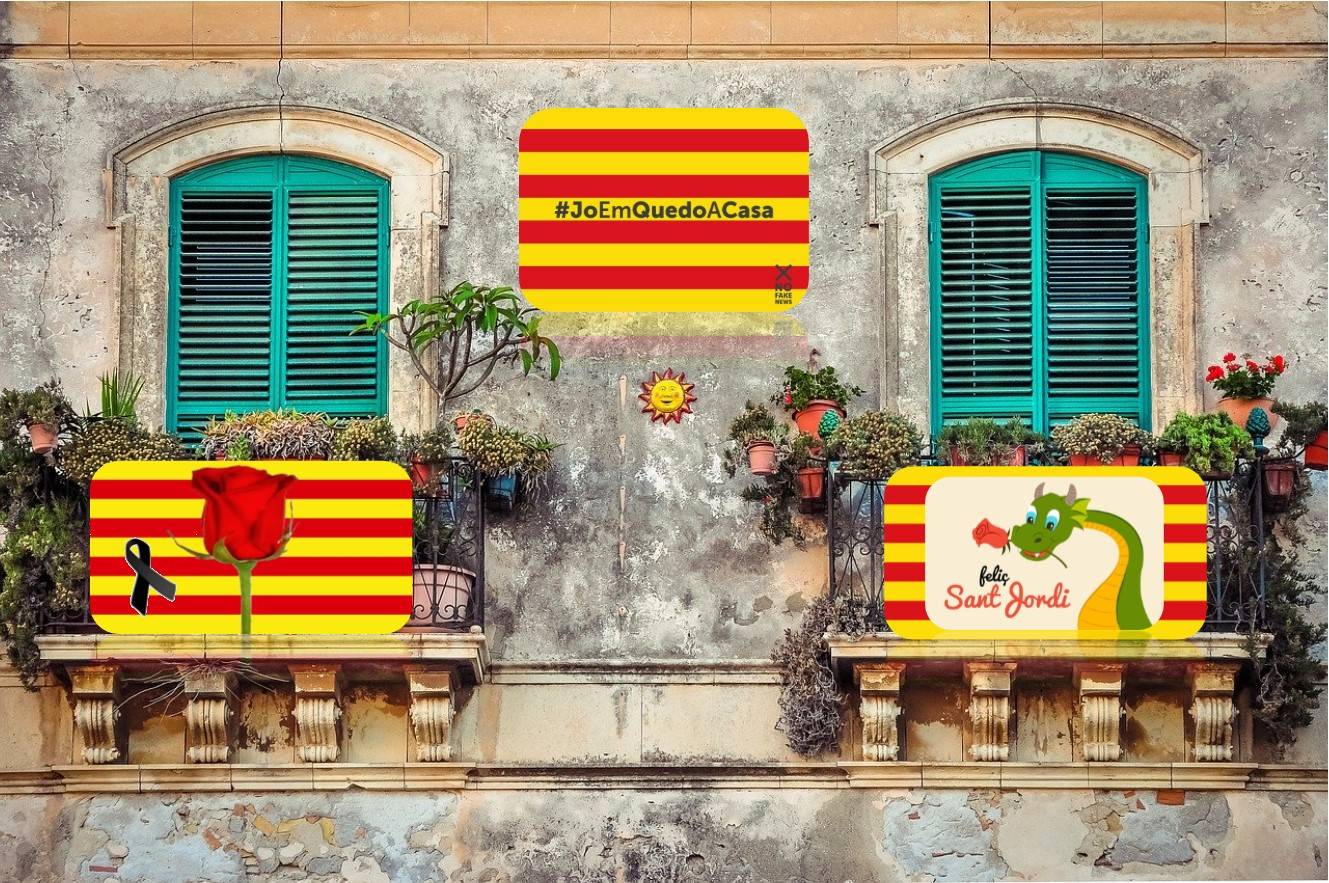 #JoEmQuedoACasa
NO
FAKE
NEWS
feliç
Sant Jordi